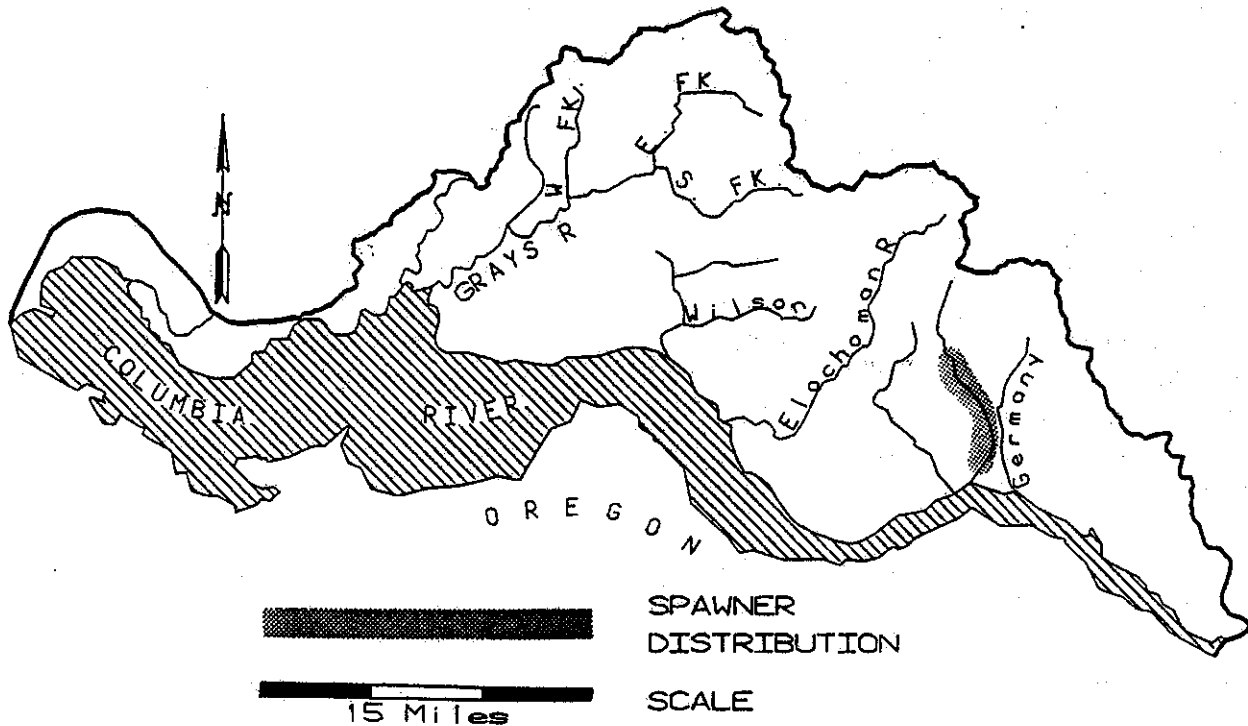 N
W FK.
E. FK.
S. FK.
GRAYS R
Wilson
Elochoman R
Germany
COLUMBIA RIVER.
OREGON
SPAWNER
DISTRIBUTION
SCALE
15 Miles